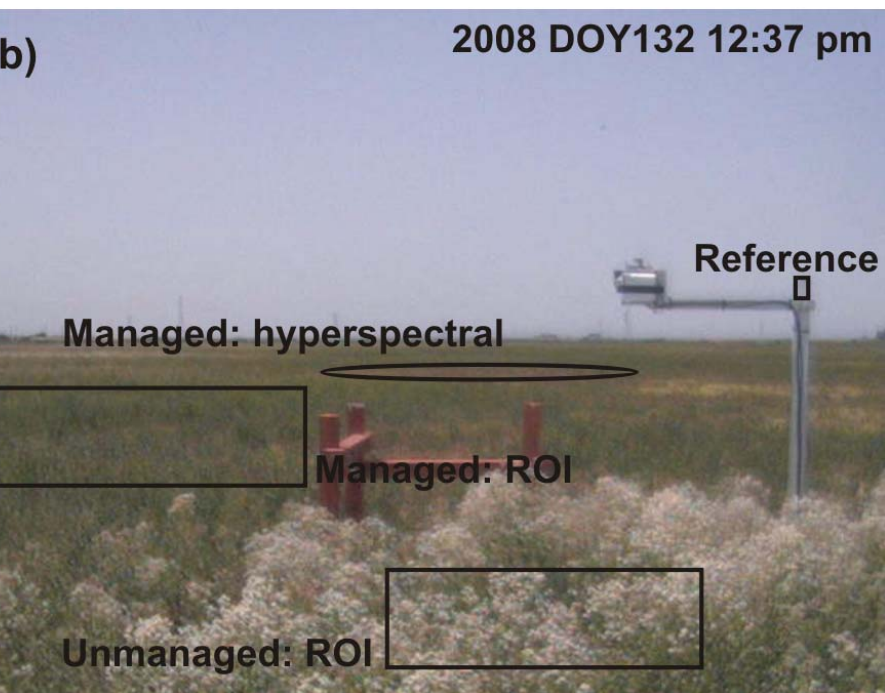 b)
2008 DOY132 12:37 pm
Reference
Managed: hyperspectral
Managed: ROI
Unmanaged: ROI